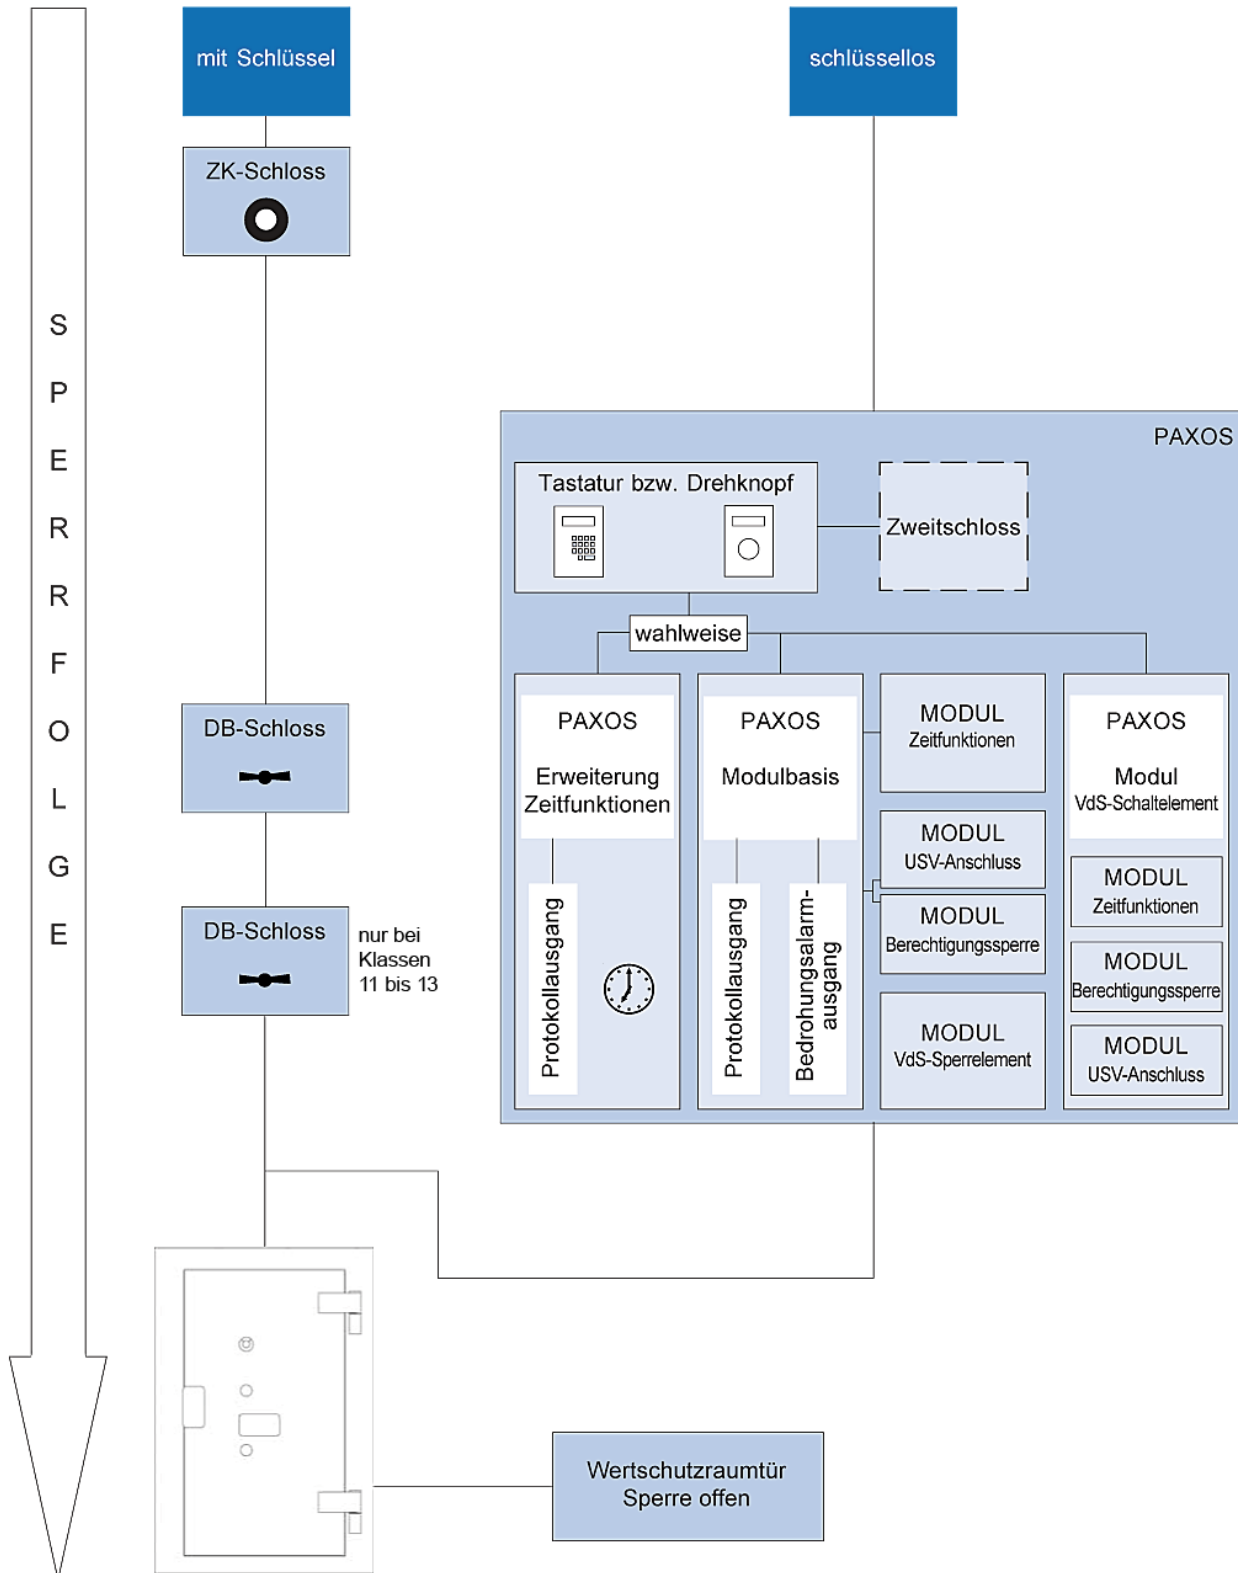 mit Schlüssel
schlüssellos
ZK-Schloss
SPERRFOLGE
PAXOS
Tastatur bzw. Drehknopf
Zweitschloss
wahlweise
PAXOS
Erweiterung
Zeitfunktionen
Protokollausgang
PAXOS
Modulbasis
Protokollausgang
Bedrohungsalarm-
ausgang
MODUL
Zeitfunktionen
MODUL
USV-Anschluss
MODUL
Berechtigungssperre
MODUL
VdS-Sperrelement
PAXOS
Modul
VdS-Schaltelement
MODUL
Zeitfunktionen
MODUL
Berechtigungssperre
MODUL
USV-Anschluss
DB-Schloss
DB-Schloss
nur bei
Klassen
11 bis 13
Wertschutzraumtür
Sperre offen